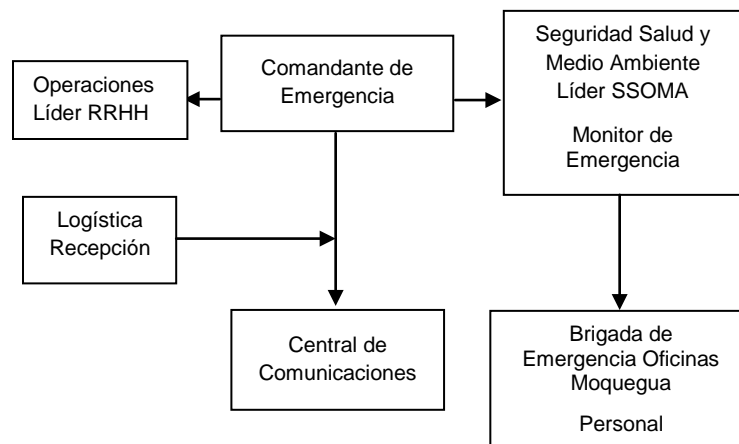 Operaciones
Líder RRHH
Comandante de
Emergencia
Seguridad Salud y
Medio Ambiente
Líder SSOMA
Monitor de
Emergencia
Logística
Recepción
Central de
Comunicaciones
Brigada de
Emergencia Oficinas
Moquegua
Personal